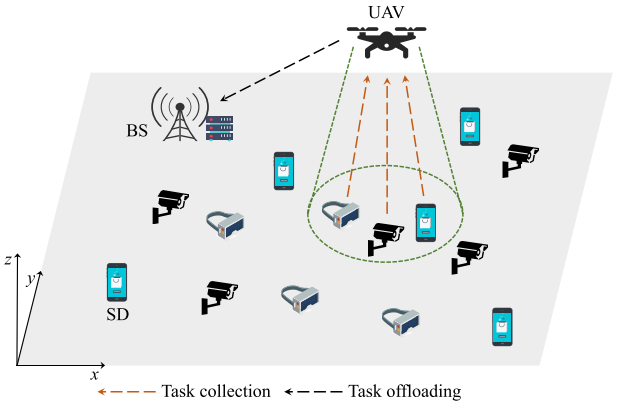 UAV
BS
z
y
SD
x
Task collection
Task offloading